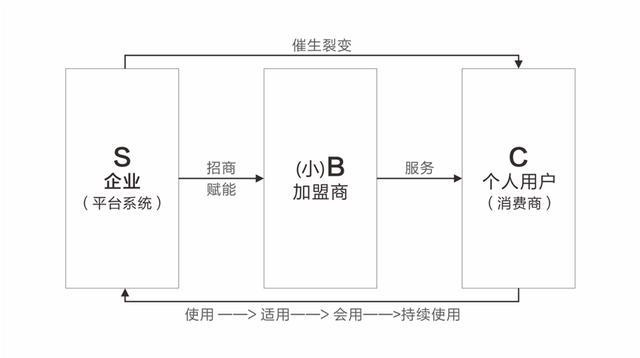 催生裂变
S
企业
（平台系统）
招商
赋能
(小)B
加盟商
服务
C
个人用户
（消费商）
使用 ——> 适用——> 会用——>持续使用